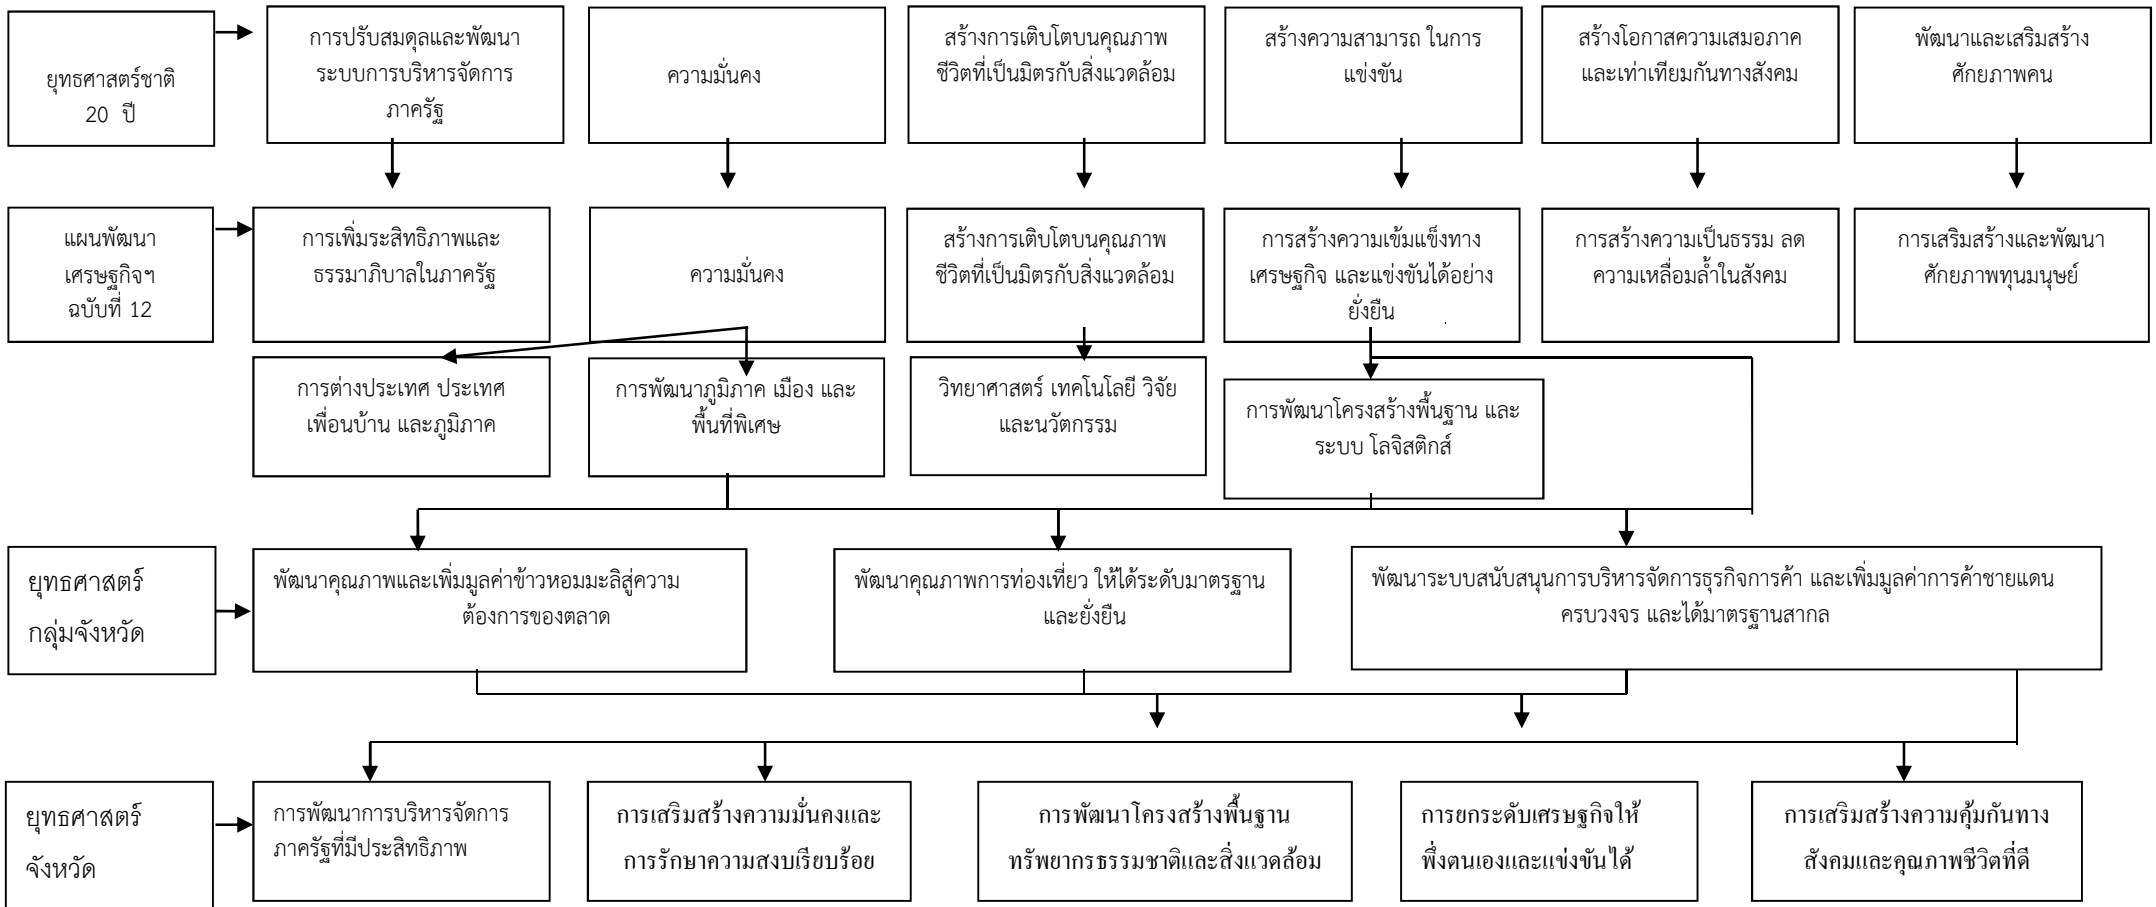 ยุทธศาสตร์ชาติ
20 ปี
การปรับสมดุลและพัฒนา
ระบบการบริหารจัดการ
ภาครัฐ
ความมั่นคง
สร้างการเติบโตบนคุณภาพ
ชีวิตที่เป็นมิตรกับสิ่งแวดล้อม
สร้างความสามารถ ในการ
แข่งขัน
สร้างโอกาสความเสมอภาค
และเท่าเทียมกันทางสังคม
พัฒนาและเสริมสร้าง
ศักยภาพคน
แผนพัฒนา
เศรษฐกิจฯ
ฉบับที่ 12
การเพิ่มระสิทธิภาพและ
ธรรมาภิบาลในภาครัฐ
ความมั่นคง
สร้างการเติบโตบนคุณภาพ
ชีวิตที่เป็นมิตรกับสิ่งแวดล้อม
การสร้างความเข้มแข็งทาง
เศรษฐกิจ และแข่งขันได้อย่าง
ยั่งยืน
การสร้างความเป็นธรรม ลด
ความเหลื่อมล้ำในสังคม
การเสริมสร้างและพัฒนา
ศักยภาพทุนมนุษย์
การต่างประเทศ ประเทศ
เพื่อนบ้าน และภูมิภาค
การพัฒนาภูมิภาค เมือง และ
พื้นที่พิเศษ
วิทยาศาสตร์ เทคโนโลยี วิจัย
และนวัตกรรม
การพัฒนาโครงสร้างพื้นฐาน และ
ระบบ โลจิสติกส์
ยุทธศาสตร์
กลุ่มจังหวัด
พัฒนาคุณภาพและเพิ่มมูลค่าข้าวหอมมะลิสู่ความ
ต้องการของตลาด
พัฒนาคุณภาพการท่องเที่ยว ให้ได้ระดับมาตรฐาน
และยั่งยืน
พัฒนาระบบสนับสนุนการบริหารจัดการธุรกิจการค้า และเพิ่มมูลค่าการค้าชายแดน
ครบวงจร และได้มาตรฐานสากล
ยุทธศาสตร์
จังหวัด
การพัฒนาการบริหารจัดการ
ภาครัฐที่มีประสิทธิภาพ
การเสริมสร้างความมั่นคงและ
การรักษาความสงบเรียบร้อย
การพัฒนาโครงสร้างพื้นฐาน
ทรัพยากรธรรมชาติและสิ่งแวดล้อม
การยกระดับเศรษฐกิจให้
พึ่งตนเองและแข่งขันได้
การเสริมสร้างความคุ้มกันทาง
สังคมและคุณภาพชีวิตที่ดี